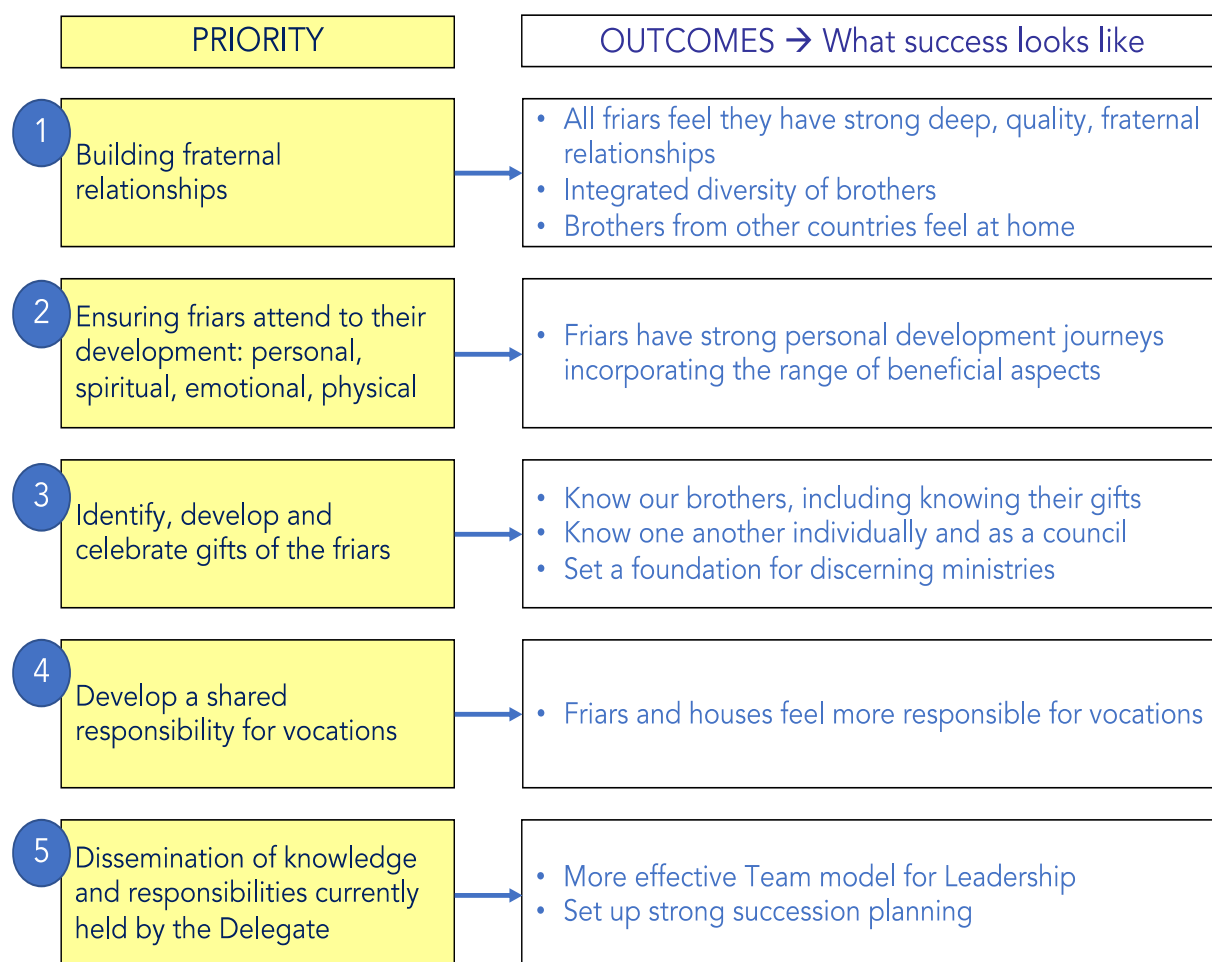 PRIORITY
OUTCOMES → What success looks like
1
Building fraternal
relationships
• All friars feel they have strong deep, quality, fraternal
relationships
• Integrated diversity of brothers
• Brothers from other countries feel at home
2
Ensuring friars attend to their
development: personal,
spiritual, emotional, physical
• Friars have strong personal development journeys
incorporating the range of beneficial aspects
3
Identify, develop and
celebrate gifts of the friars
• Know our brothers, including knowing their gifts
• Know one another individually and as a council
• Set a foundation for discerning ministries
4
Develop a shared
responsibility for vocations
• Friars and houses feel more responsible for vocations
5
Dissemination of knowledge
and responsibilities currently
held by the Delegate
• More effective Team model for Leadership
• Set up strong succession planning